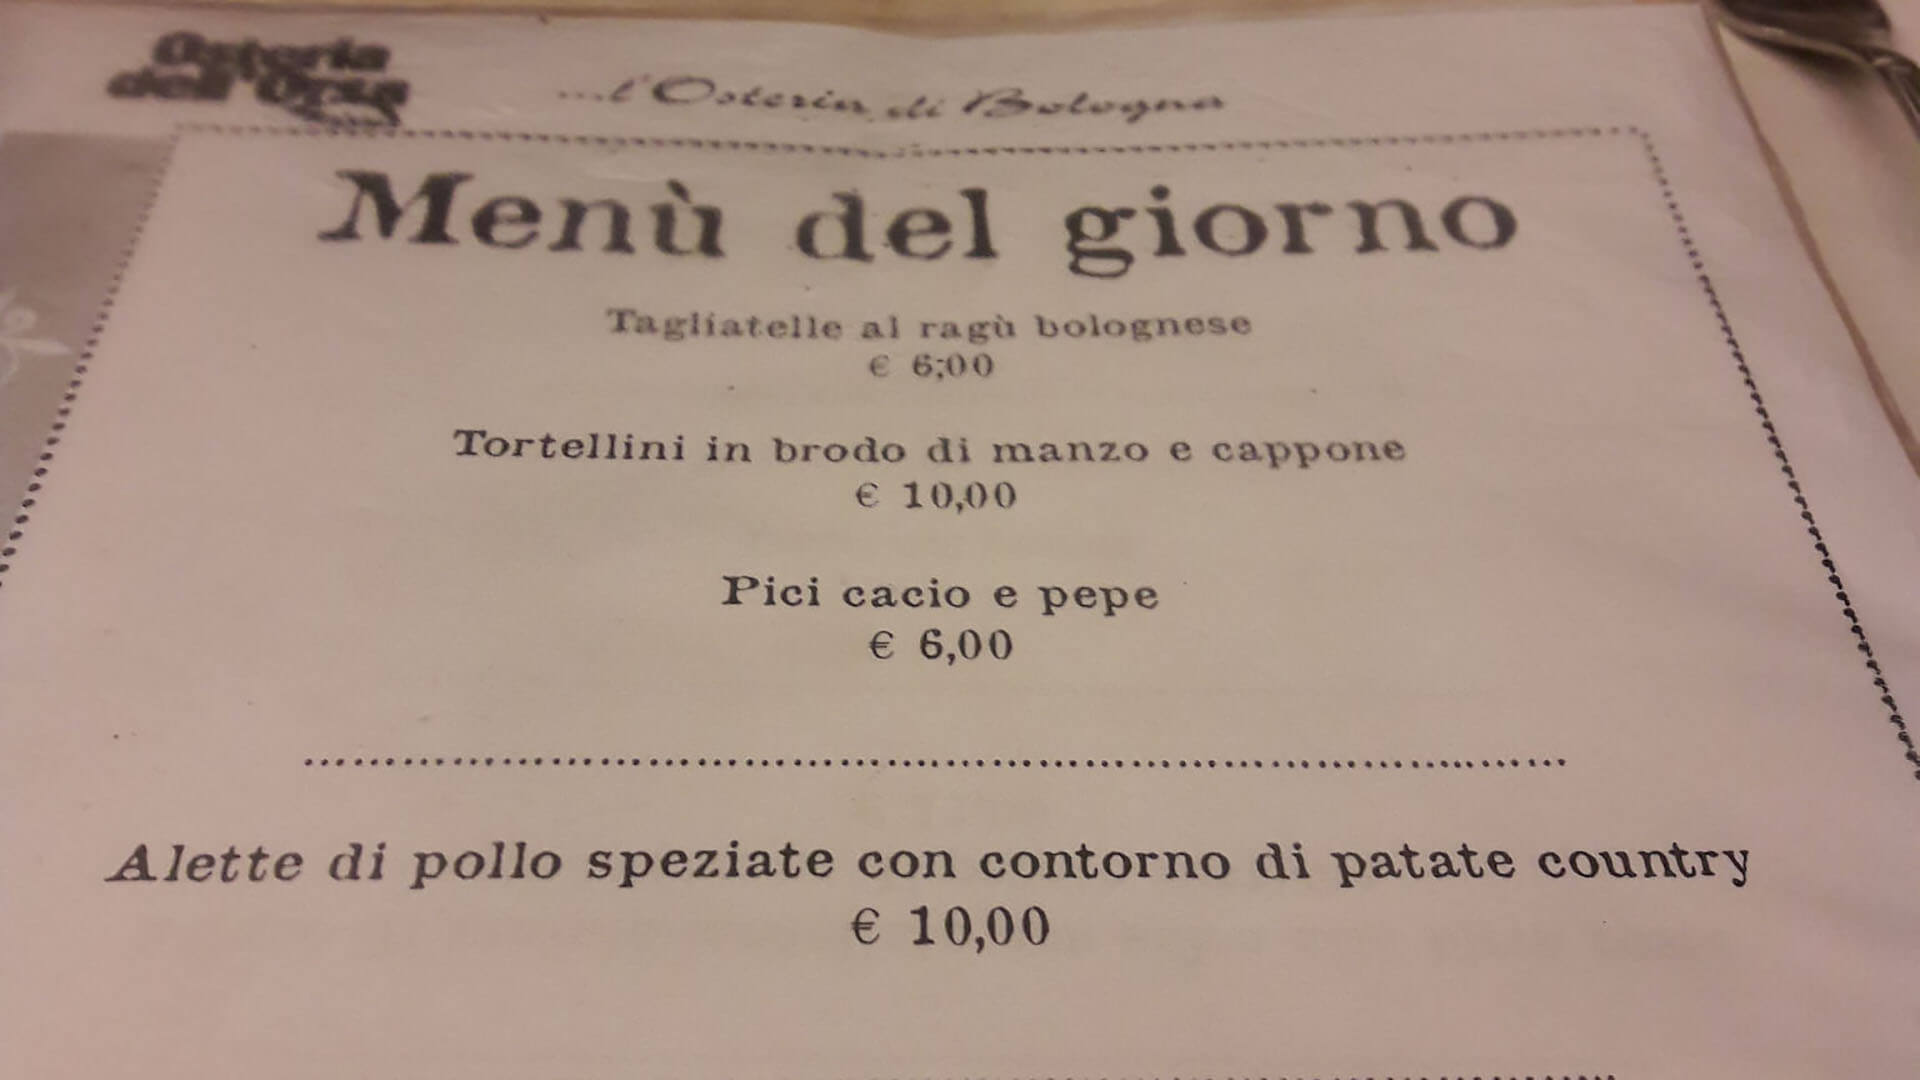 Osteria
dell'Orsa
...l'Osteria di Bologna
Menù del giorno
Tagliatelle al ragù bolognese
€ 6;00
Tortellini in brodo di manzo e cappone
€ 10,00
Pici cacio e pepe
€ 6,00
Alette di pollo speziate con contorno di patate country
€ 10,00